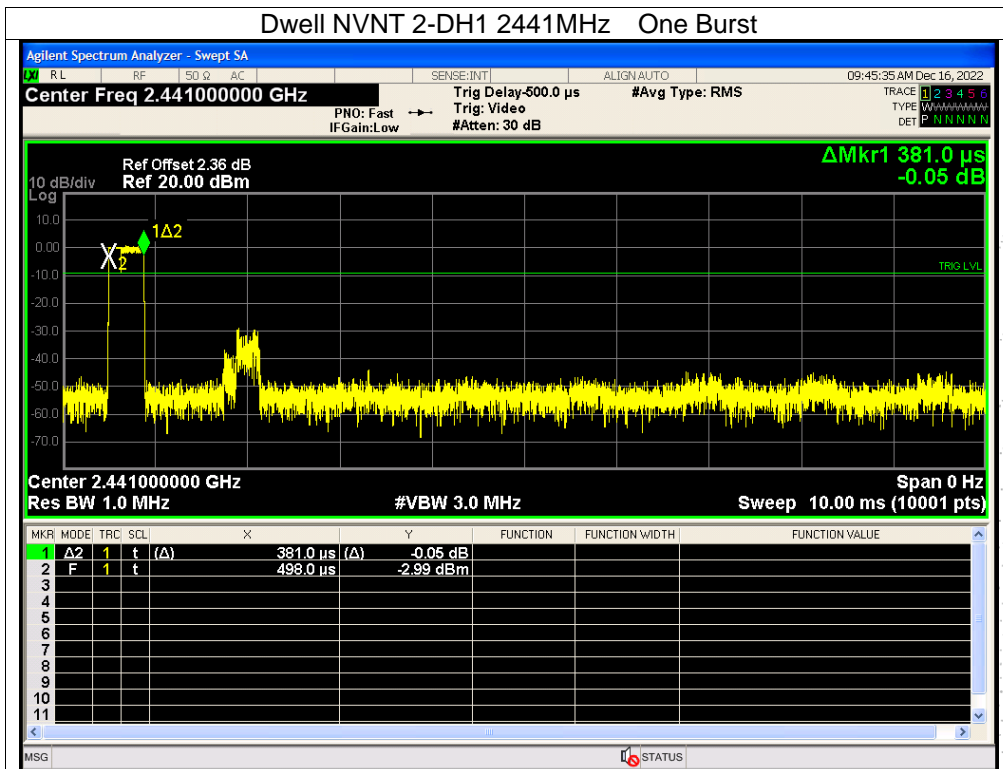 Dwell NVNT 2-DH1 2441MHz One Burst
Agilent Spectrum Analyzer - Swept SA
LXI RL RF 50 Ω AC SENSE:INT ALIGN AUTO 09:45:35 AM Dec 16, 2022
Center Freq 2.441000000 GHz Trig Delay-500.0 µs #Avg Type: RMS TRACE 1 2 3 4 5 6
PNO: Fast Trig: Video TYPE WWWWWW
IFGain:Low #Atten: 30 dB DET P N N N N N
ΔMkr1 381.0 µs
-0.05 dB
Ref Offset 2.36 dB
10 dB/div Ref 20.00 dBm
Log
10.0
1Δ2
0.00
2
TRIG LVL
-10.0
-20.0
-30.0
-40.0
-50.0
-60.0
-70.0
Center 2.441000000 GHz Span 0 Hz
Res BW 1.0 MHz #VBW 3.0 MHz Sweep 10.00 ms (10001 pts)
MKR MODE TRC SCL X Y FUNCTION FUNCTION WIDTH FUNCTION VALUE
1 Δ2 1 t (Δ) 381.0 µs (Δ) -0.05 dB
2 F 1 t 498.0 µs -2.99 dBm
3
4
5
6
7
8
9
10
11
MSG STATUS